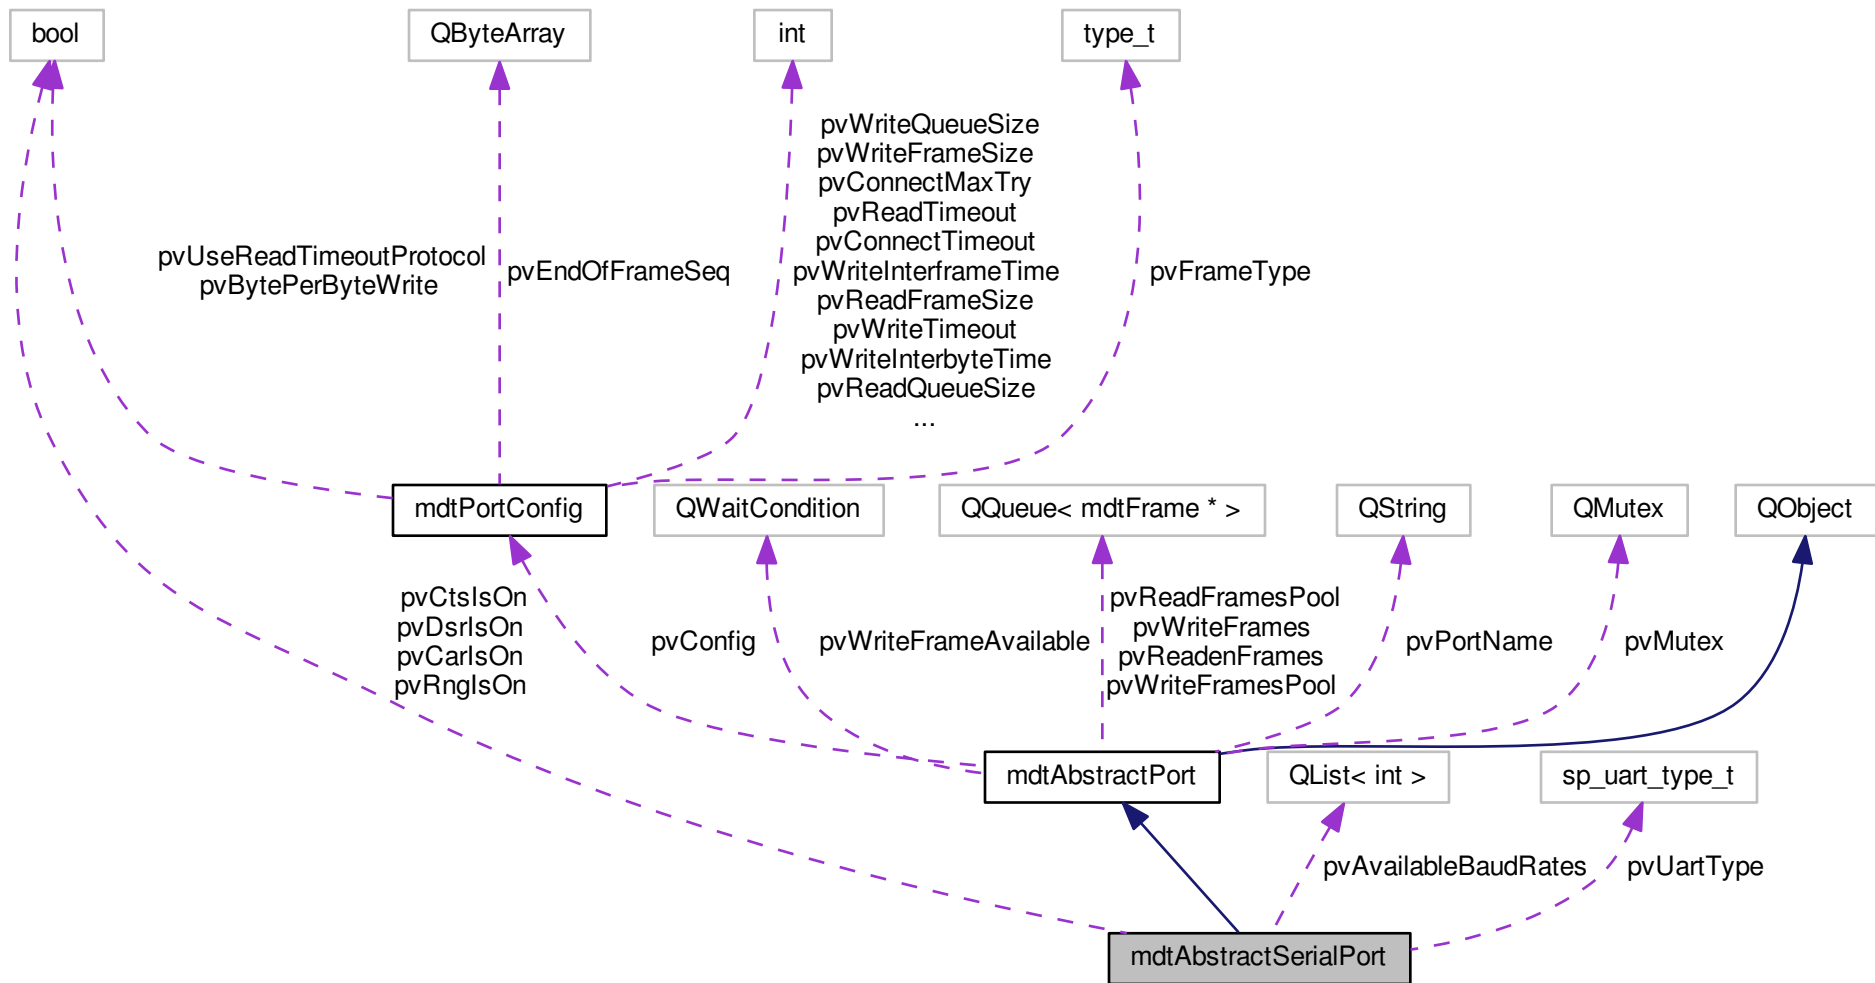 bool
QByteArray
int
type_t
pvWriteQueueSize
pvWriteFrameSize
pvConnectMaxTry
pvReadTimeout
pvConnectTimeout
pvWriteInterframeTime
pvReadFrameSize
pvWriteTimeout
pvWriteInterbyteTime
pvReadQueueSize
...
pvUseReadTimeoutProtocol
pvBytePerByteWrite
pvEndOfFrameSeq
pvFrameType
mdtPortConfig
QWaitCondition
QQueue< mdtFrame * >
QString
QMutex
QObject
pvCtsIsOn
pvDsrIsOn
pvCarIsOn
pvRngIsOn
pvConfig
pvWriteFrameAvailable
pvReadFramesPool
pvWriteFrames
pvReadenFrames
pvWriteFramesPool
pvPortName
pvMutex
mdtAbstractPort
QList< int >
sp_uart_type_t
pvAvailableBaudRates
pvUartType
mdtAbstractSerialPort